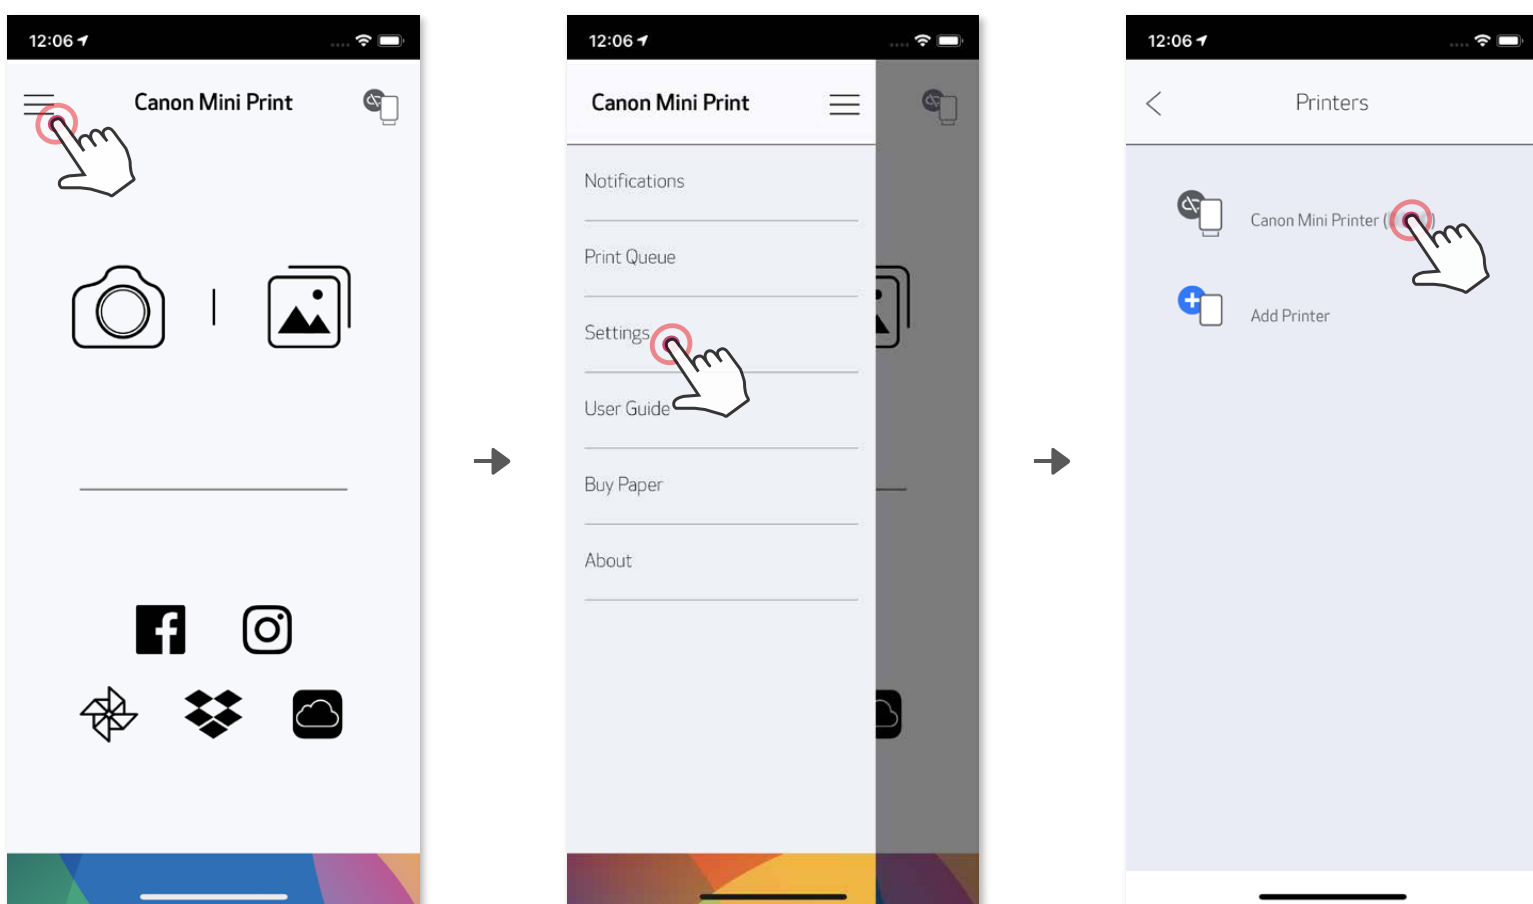 12:06
Canon Mini Print
12:06
Canon Mini Print
Notifications
Print Queue
Settings
User Guide
Buy Paper
About
12:06
Printers
Canon Mini Printer ( )
Add Printer